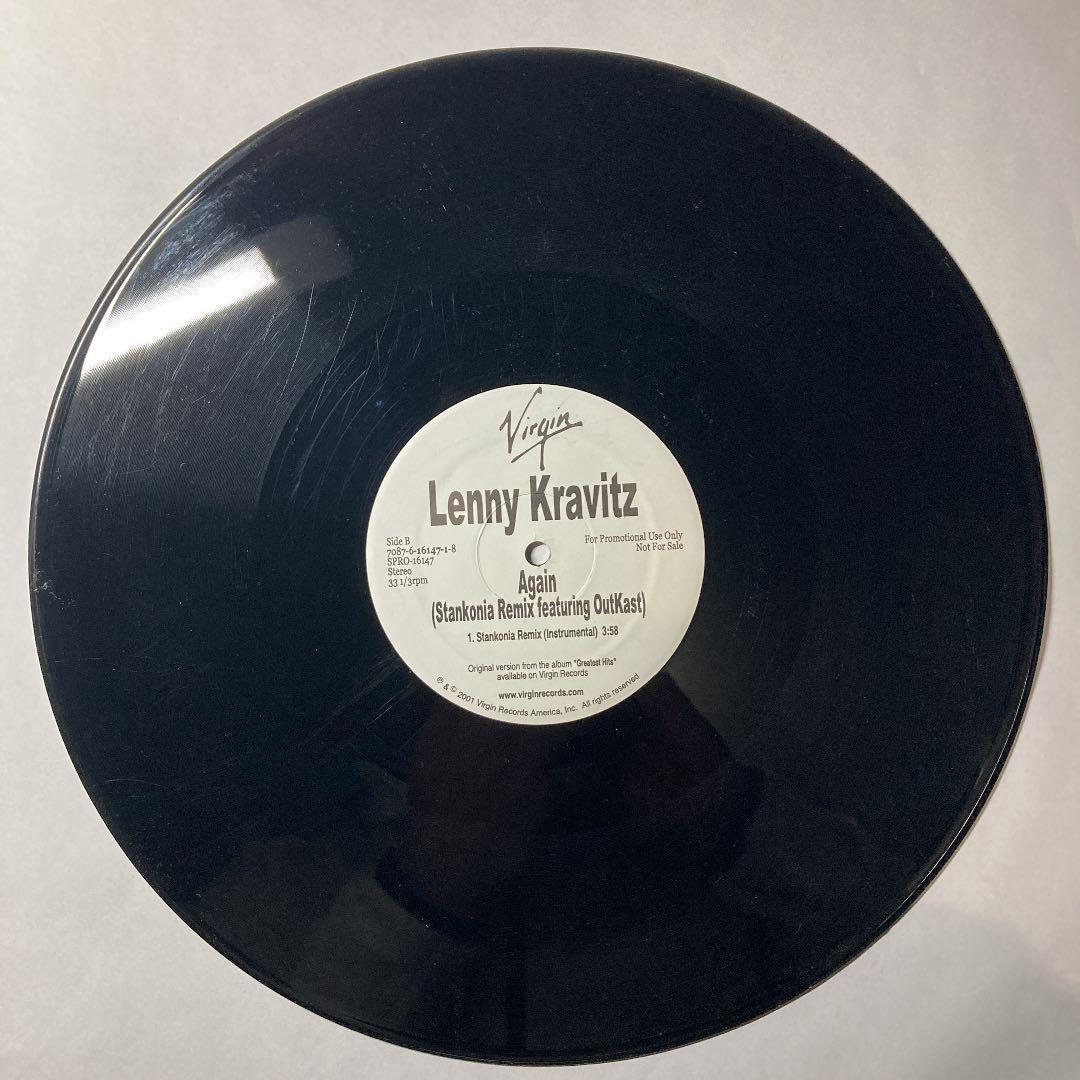 Virgin
Lenny Kravitz
Side B
7087-6-16147-1-8
SPRO-16147
Stereo
33 1/3rpm
For Promotional Use Only
Not For Sale
Again
(Stankonia Remix featuring OutKast)
1. Stankonia Remix (Instrumental) 3:58
Original version from the album "Greatest Hits"
available on Virgin Records
www.virginrecords.com
℗ & © 2001 Virgin Records America, Inc. All rights reserved